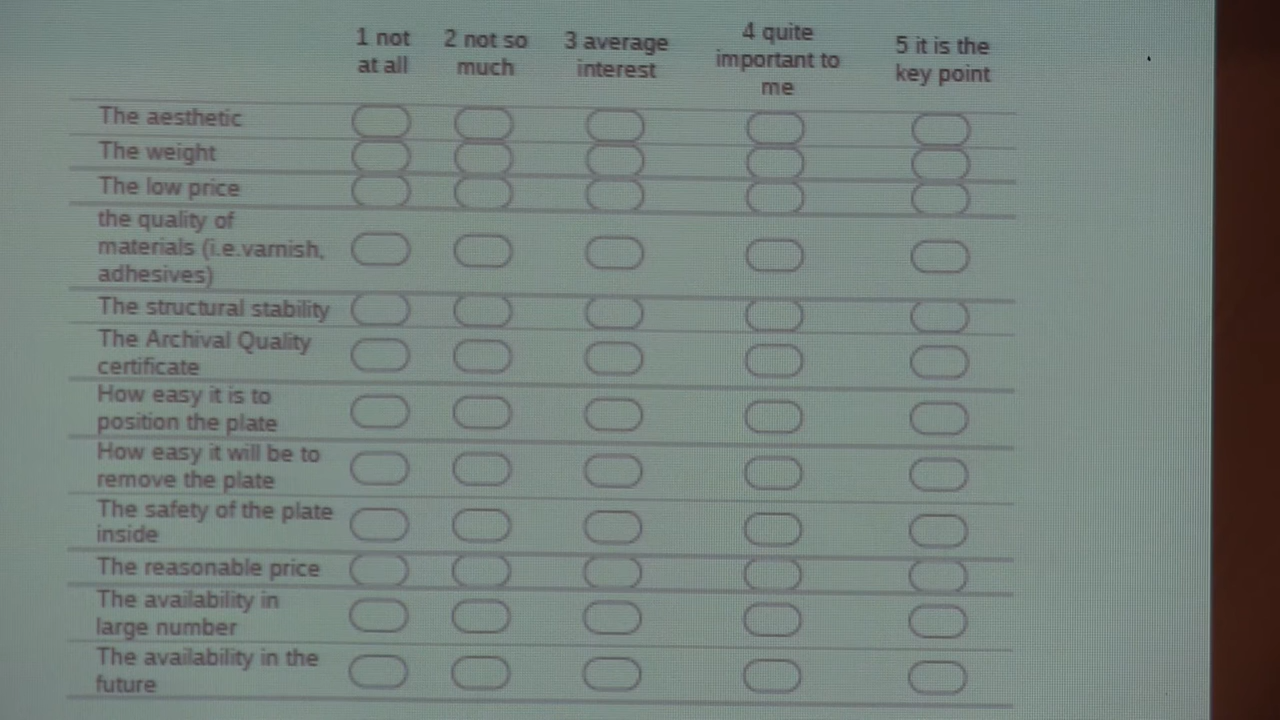 1 not at all
2 not so much
3 average interest
4 quite important to me
5 it is the key point
The aesthetic
The weight
The low price
the quality of
materials (i.e.varnish,
adhesives)
The structural stability
The Archival Quality
certificate
How easy it is to
position the plate
How easy it will be to
remove the plate
The safety of the plate
inside
The reasonable price
The availability in
large number
The availability in the
future